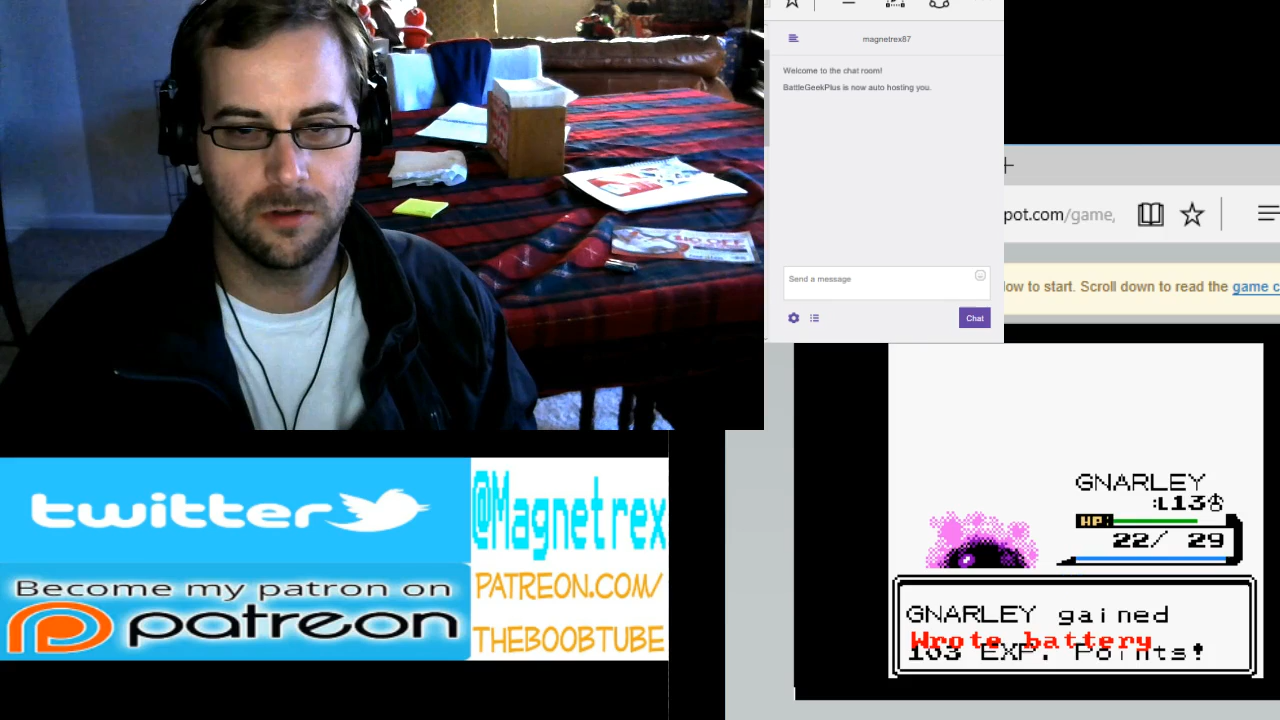 magnetrex87
Welcome to the chat room!
BattleGeekPlus is now auto hosting you.
Send a message
Chat
pot.com/game,
low to start. Scroll down to read the game c
twitter
@Magnetrex
Become my patron on
patreon
PATREON.COM/
THEBOOBTUBE
GNARLEY
:L13
HP:
22/ 29
GNARLEY gained
Wrote battery
103 EXP. Points!